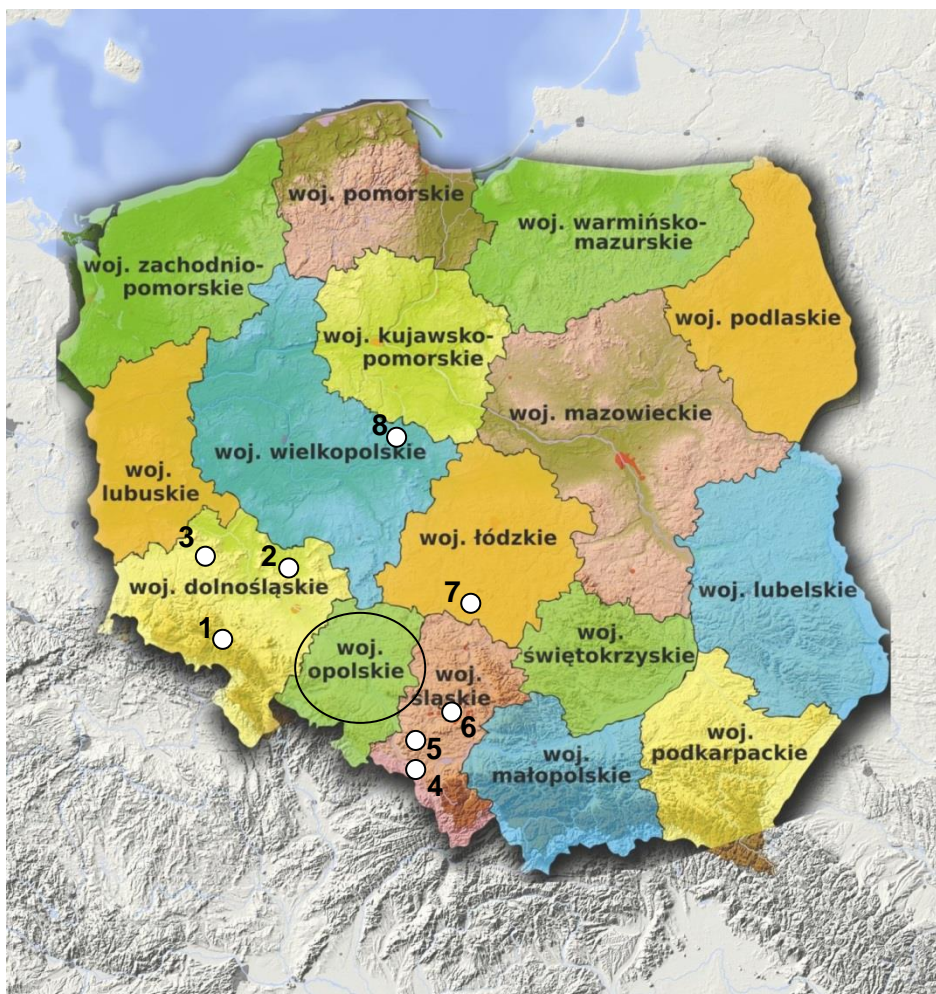 woj. pomorskie
woj. warmińsko-
mazurskie
woj. zachodnio-
pomorskie
woj. podlaskie
woj. kujawsko-
pomorskie
woj. mazowieckie
8
woj. wielkopolskie
woj.
lubuskie
3
2
woj. łódzkie
woj. dolnośląskie
7
woj. lubelskie
1
woj.
opolskie
woj.
śląskie
woj.
świętokrzyskie
6
5
4
woj.
małopolskie
woj.
podkarpackie